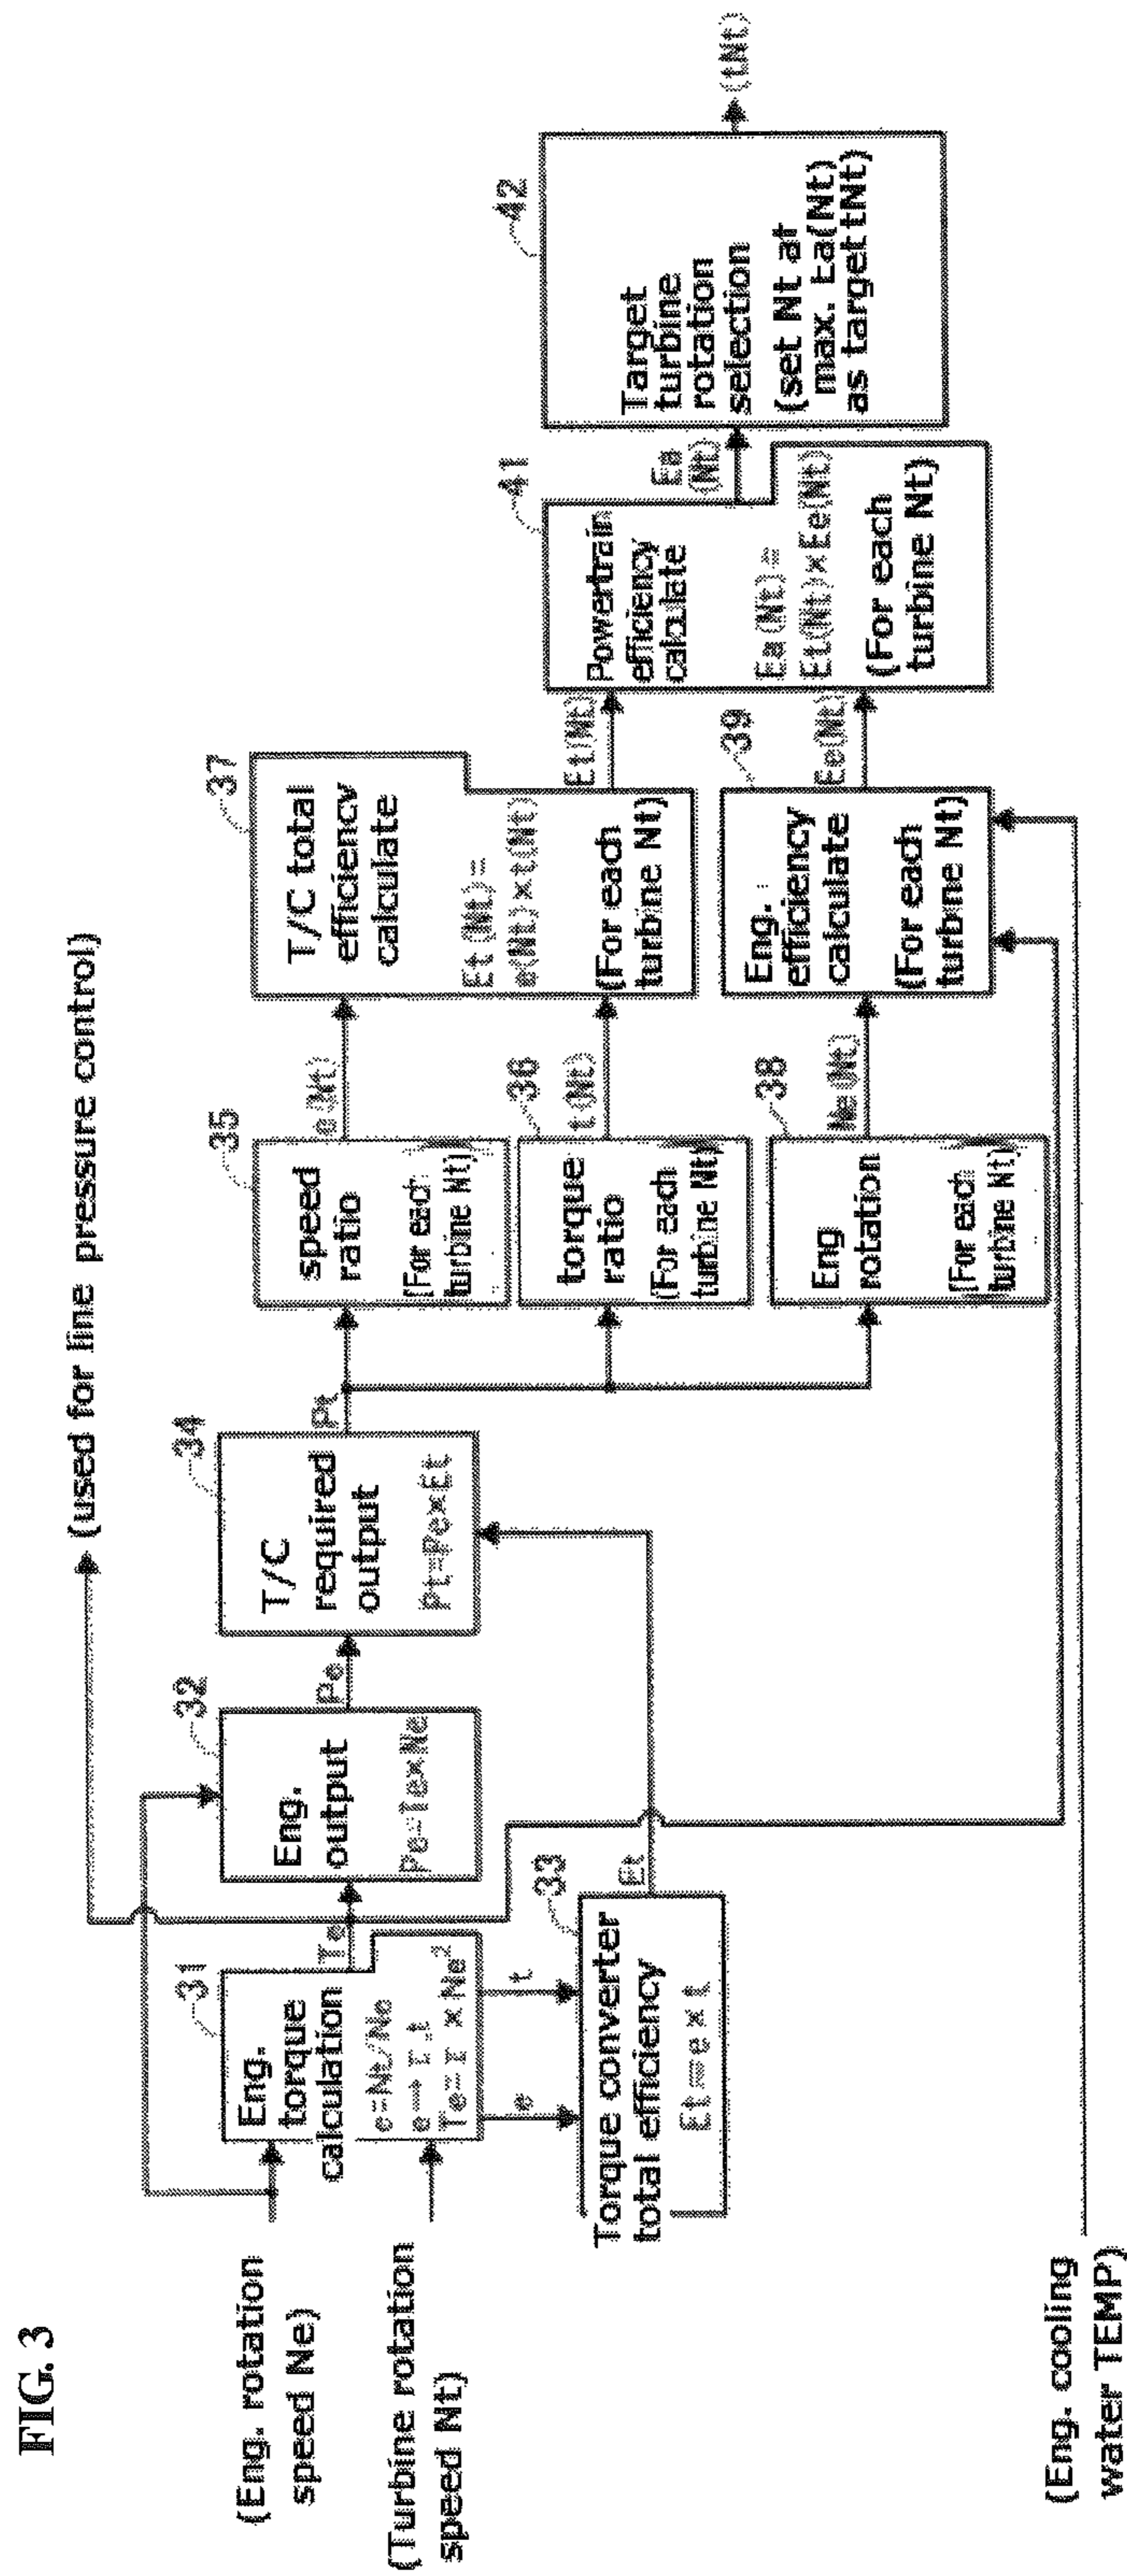 FIG. 3
(used for line pressure control)
(Eng. rotation
speed Ne)
(Turbine rotation
speed Nt)
(Eng. cooling
water TEMP)
31
Eng.
torque
calculation
e=Nt/Ne
Te
e
t
32
Eng.
output
Pe=Te×Ne
Pe
33
Torque converter
total efficiency
Et=e×t
Et
34
T/C
required
output
Pt=Pe×Et
Pt
35
speed
ratio
(For each
turbine Nt)
e(Nt)
36
torque
ratio
(For each
turbine Nt)
t(Nt)
38
Eng
rotation
(For each
turbine Nt)
Ne(Nt)
37
T/C total
efficiency
calculate
Et(Nt)=
e(Nt)×t(Nt)
(For each
turbine Nt)
Et(Nt)
39
Eng.
efficiency
calculate
(For each
turbine Nt)
Ee(Nt)
41
Powertrain
efficiency
calculate
Ea(Nt)=
Et(Nt)×Ee(Nt)
(For each
turbine Nt)
Ea
(Nt)
42
Target
turbine
rotation
selection
(set Nt at
max. Ea(Nt)
as target tNt)
(tNt)